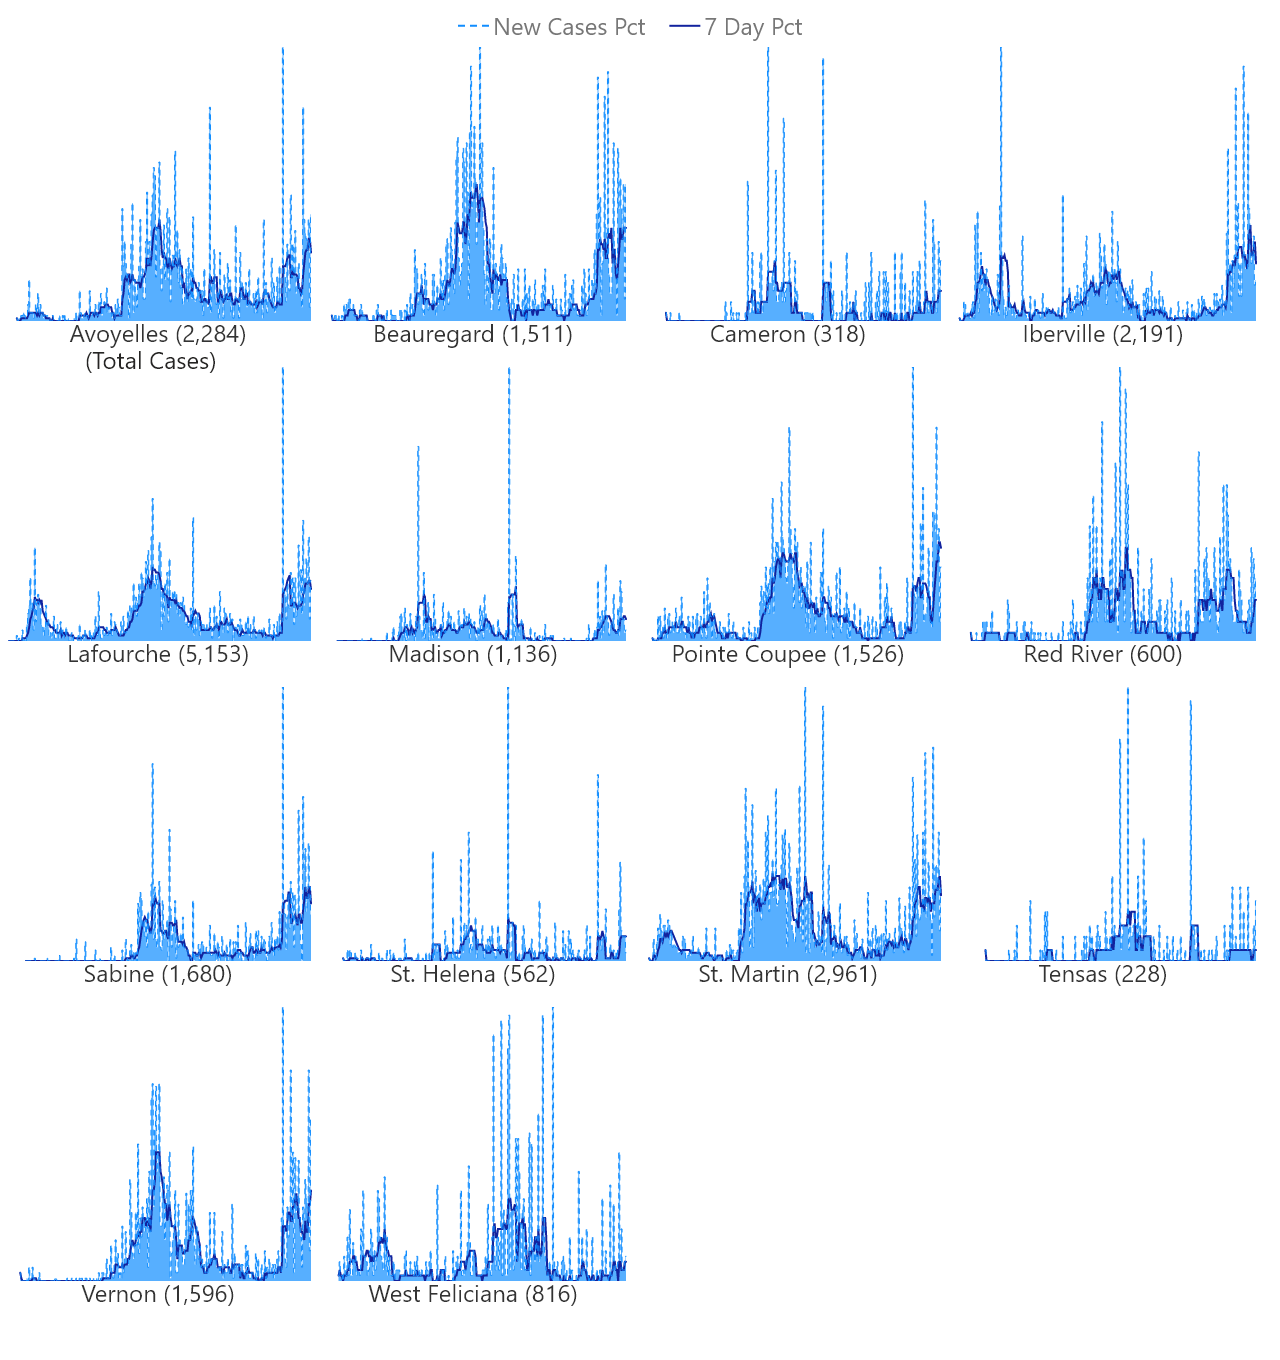 New Cases Pct 7 Day Pct
Avoyelles (2,284) Beauregard (1,511) Cameron (318) Iberville (2,191)
(Total Cases)
Lafourche (5,153) Madison (1,136) Pointe Coupee (1,526) Red River (600)
Sabine (1,680) St. Helena (562) St. Martin (2,961) Tensas (228)
Vernon (1,596) West Feliciana (816)